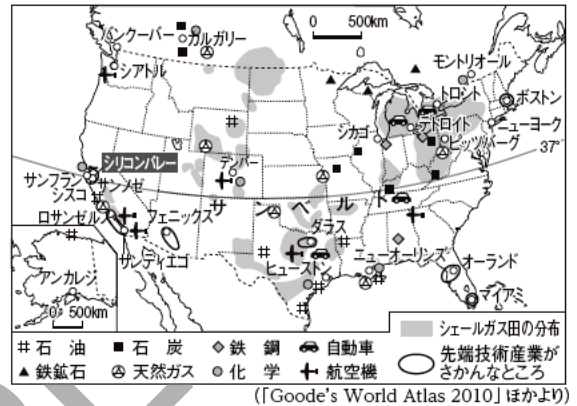 0 500km
バンクーバー
カルガリー
シアトル
モントリオール
トロント
ボストン
シカゴ
デトロイト
ニューヨーク
ピッツバーグ
37°
シリコンバレー
サンフランシスコ
サンノゼ
デンバー
サンベルト
ロサンゼルス
フェニックス
ダラス
サンディエゴ
ヒューストン
ニューオーリンズ
オーランド
マイアミ
アンカレジ
0 500km
シェールガス田の分布
石油 石炭 鉄鋼 自動車
鉄鉱石 天然ガス 化学 航空機
先端技術産業が
さかんなところ
(「Goode's World Atlas 2010」ほかより)